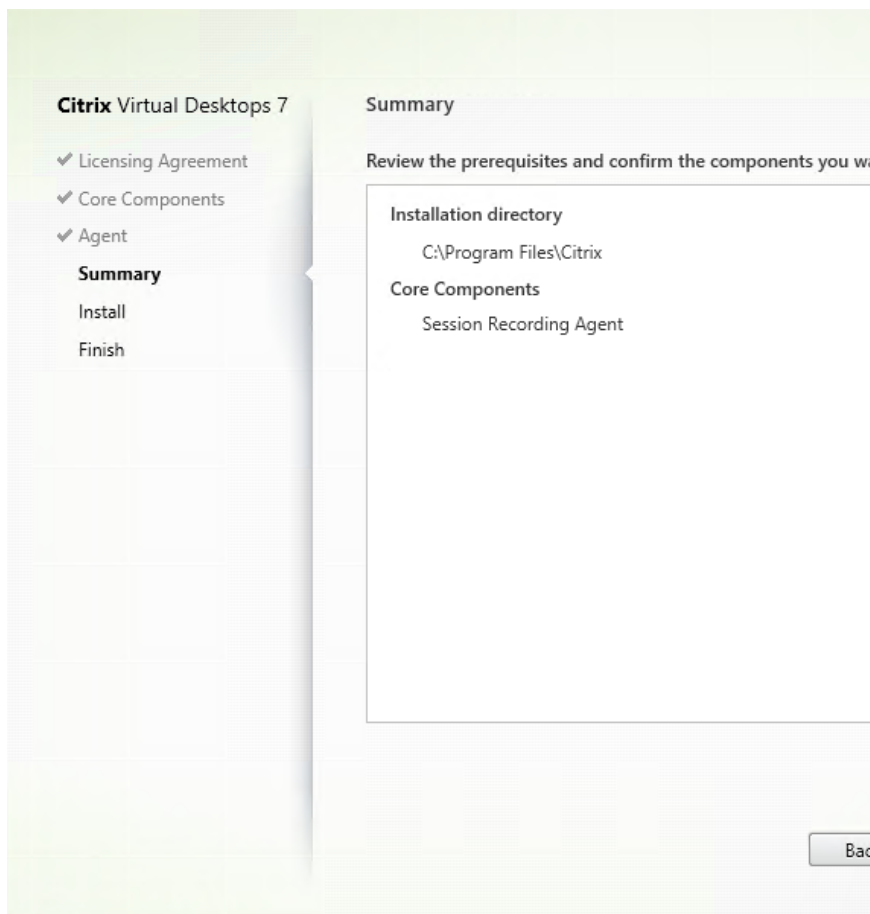 Citrix Virtual Desktops 7
Licensing Agreement
Core Components
Agent
Summary
Install
Finish
Summary
Review the prerequisites and confirm the components you
Installation directory
C:\Program Files\Citrix
Core Components
Session Recording Agent